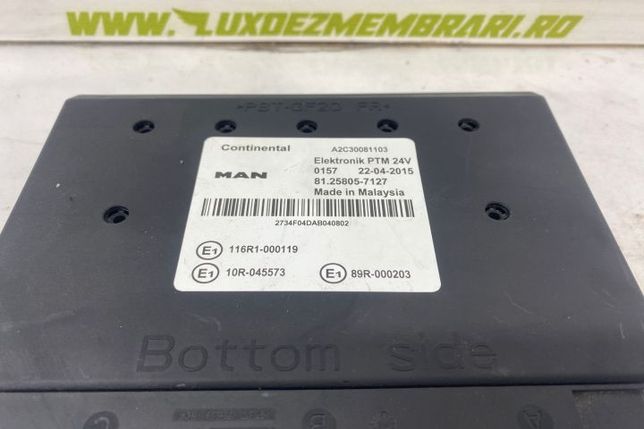 WWW.LUXDEZMEMBRARI.RO
>PBT-GF20 FR<
Continental A2C30081103
Elektronik PTM 24V
MAN 0157 22-04-2015
81.25805-7127
Made in Malaysia
2734F04DAB040802
E1 116R1-000119
E1 10R-045573 E1 89R-000203
Bottom side
C B A